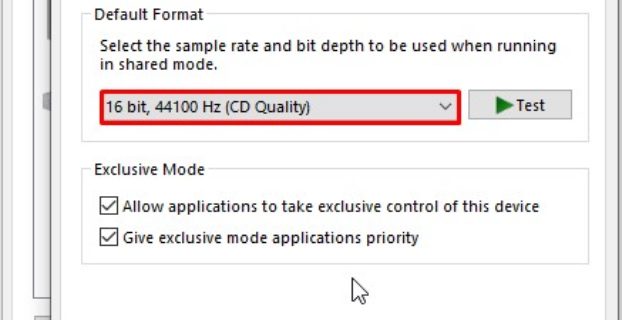 Default Format
Select the sample rate and bit depth to be used when running
in shared mode.
16 bit, 44100 Hz (CD Quality)
Test
Exclusive Mode
Allow applications to take exclusive control of this device
Give exclusive mode applications priority